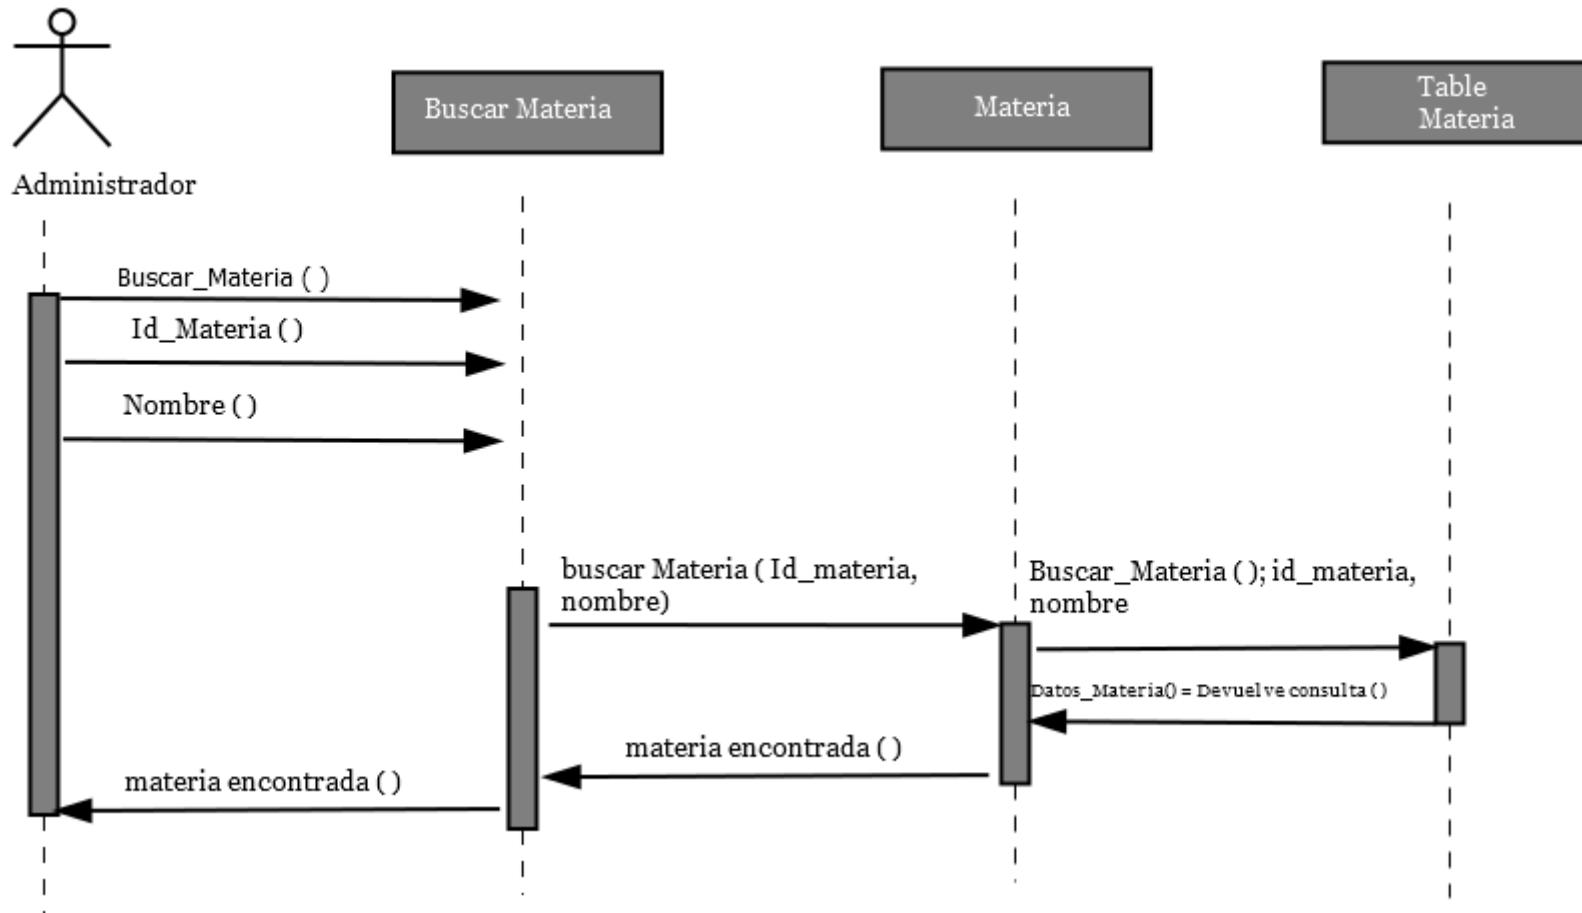 Buscar Materia
Materia
Table
Materia
Administrador
Buscar_Materia ( )
Id_Materia ( )
Nombre ( )
buscar Materia ( Id_materia,
nombre)
Buscar_Materia ( ); id_materia,
nombre
Datos_Materia() = Devuelve consulta ( )
materia encontrada ( )
materia encontrada ( )